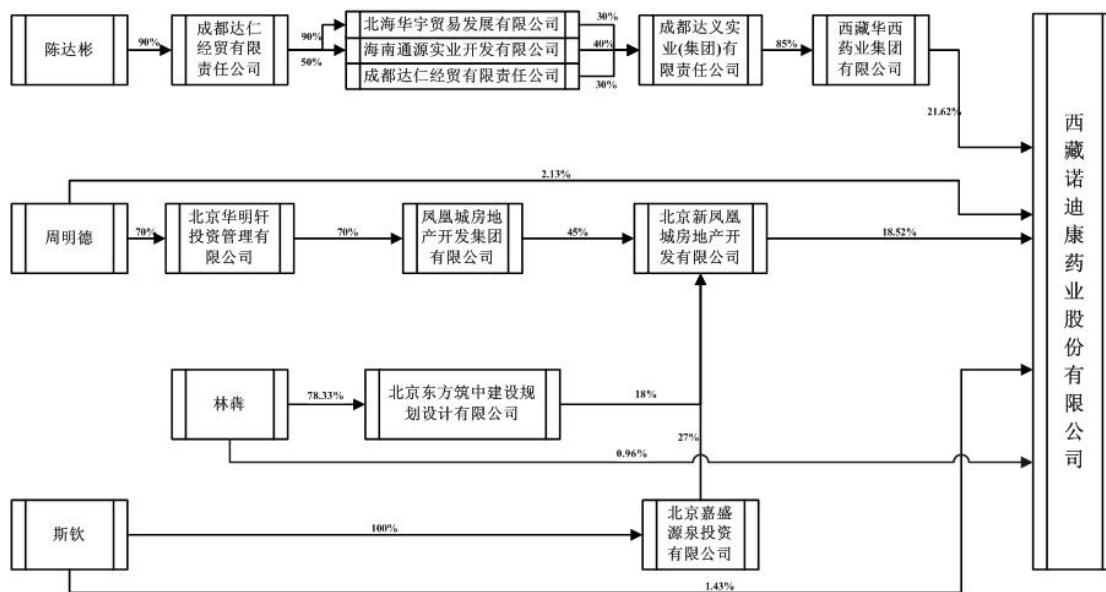 陈达彬
90%
成都达仁
经贸有限
责任公司
90%
50%
北海华宇贸易发展有限公司
海南通源实业开发有限公司
成都达仁经贸有限责任公司
30%
40%
30%
成都达义实
业(集团)有
限责任公司
85%
西藏华西
药业集团
有限公司
21.62%
西藏诺迪康药业股份有限公司
2.13%
周明德
70%
北京华明轩
投资管理有
限公司
70%
凤凰城房地
产开发集团
有限公司
45%
北京新凤凰
城房地产开
发有限公司
18.52%
林犇
78.33%
北京东方筑中建设规
划设计有限公司
18%
27%
0.96%
斯钦
100%
北京嘉盛
源泉投资
有限公司
1.43%